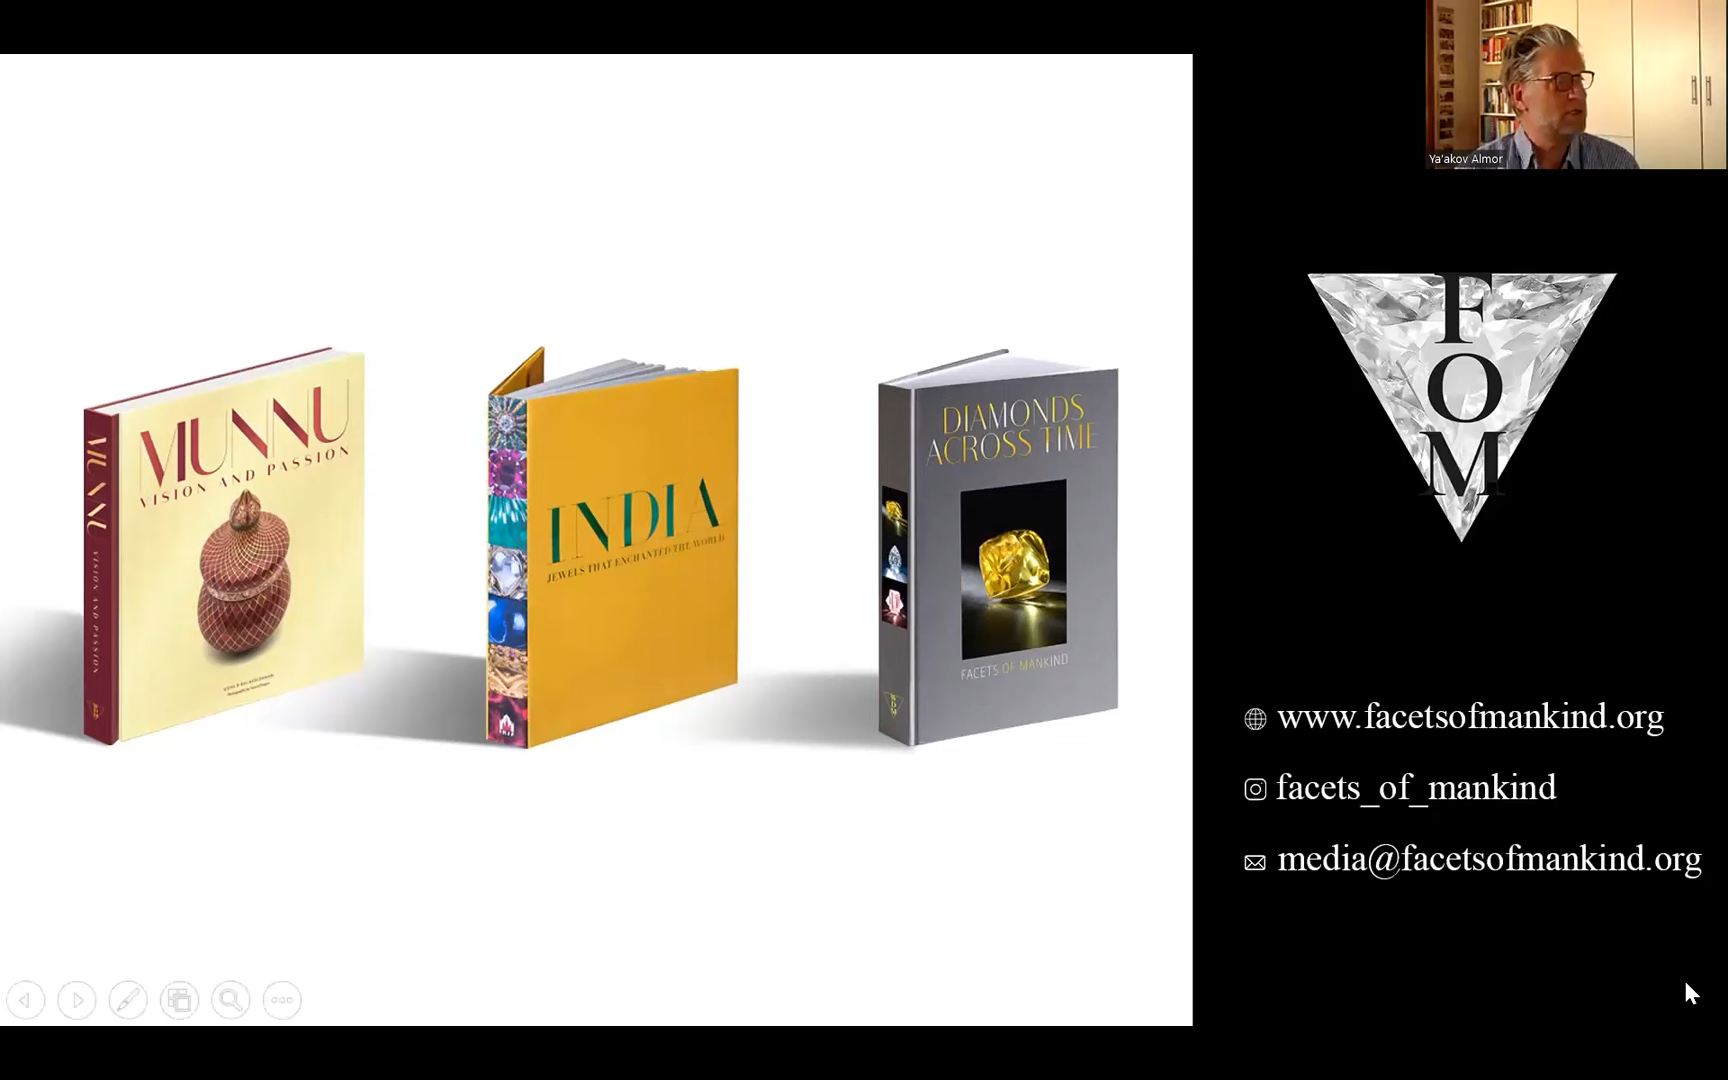 MUNNU
VISION AND PASSION
MUNNU VISION AND PASSION
INDIA
JEWELS THAT ENCHANTED THE WORLD
DIAMONDS
ACROSS TIME
FACETS OF MANKIND
Ya'akov Almor
F
O
M
www.facetsofmankind.org
facets_of_mankind
media@facetsofmankind.org